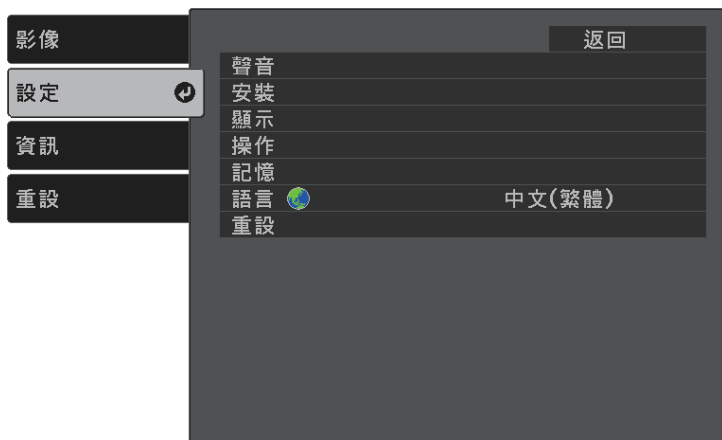 影像
設定
資訊
重設
返回
聲音
安裝
顯示
操作
記憶
語言 中文(繁體)
重設